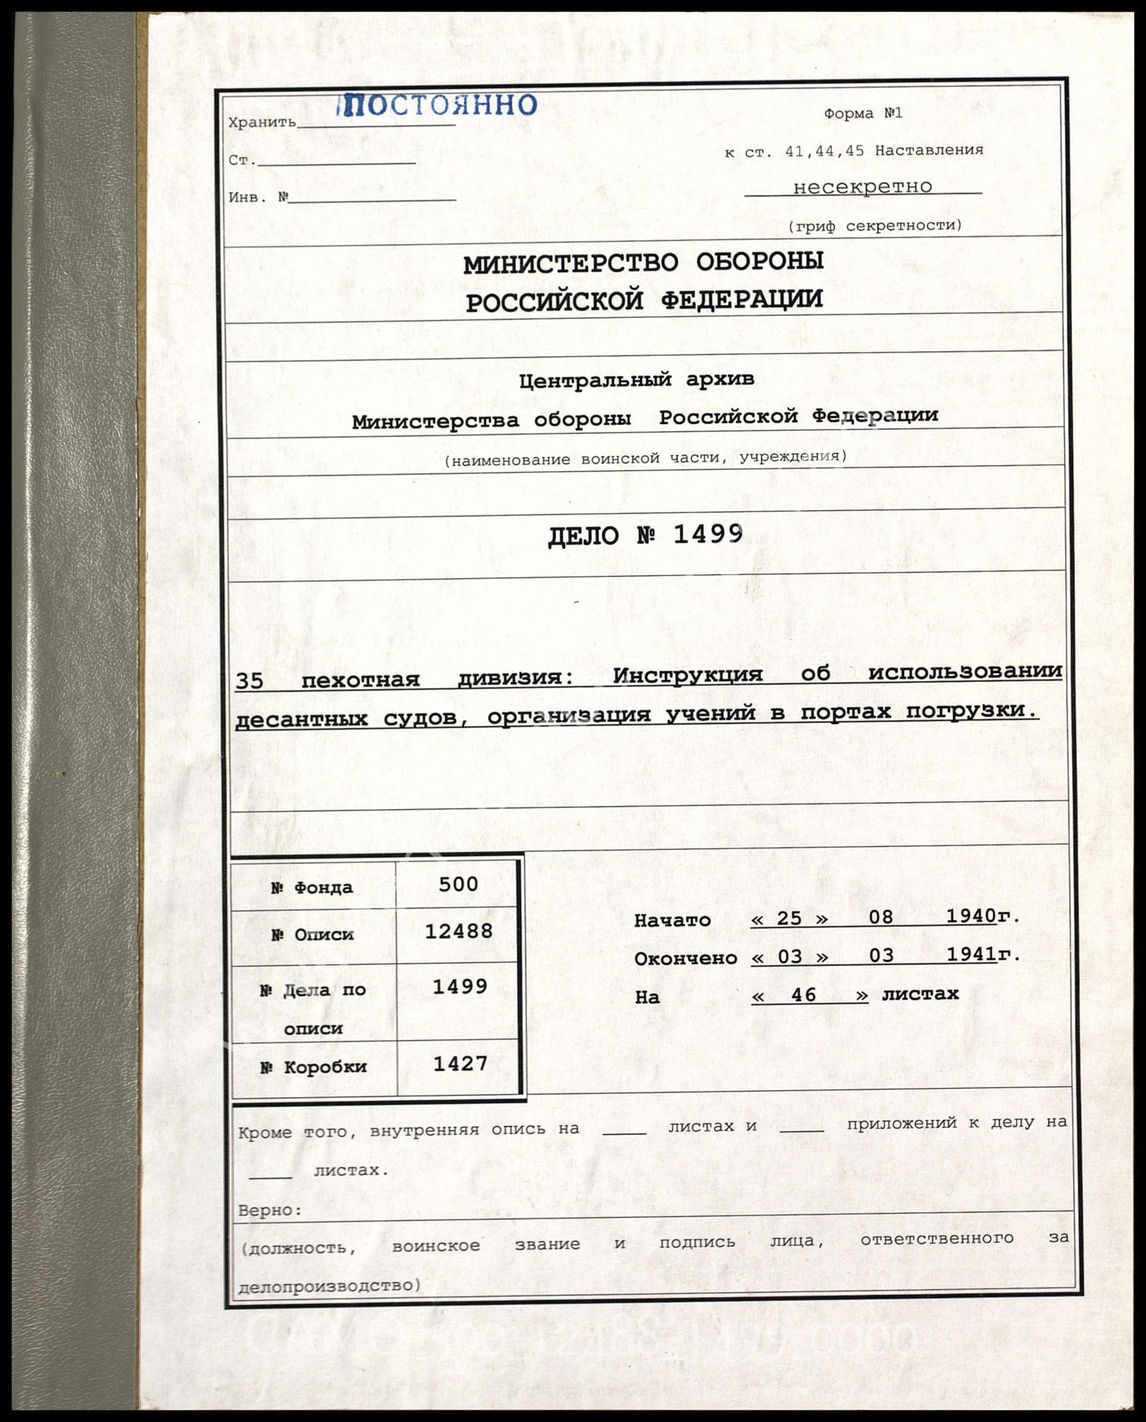 Хранить ПОСТОЯННО
Форма №1
Ст.
к ст. 41,44,45 Наставления
Инв. №
несекретно
(гриф секретности)
МИНИСТЕРСТВО ОБОРОНЫ
РОССИЙСКОЙ ФЕДЕРАЦИИ
Центральный архив
Министерства обороны Российской Федерации
(наименование воинской части, учреждения)
ДЕЛО № 1499
35 пехотная дивизия: Инструкция об использовании
десантных судов, организация учений в портах погрузки.
№ Фонда 500
№ Описи 12488
№ Дела по 1499
описи
№ Коробки 1427
Начато « 25 » 08 1940г.
Окончено « 03 » 03 1941г.
На « 46 » листах
Кроме того, внутренняя опись на ____ листах и ____ приложений к делу на
____ листах.
Верно:
(должность, воинское звание и подпись лица, ответственного за
делопроизводство)